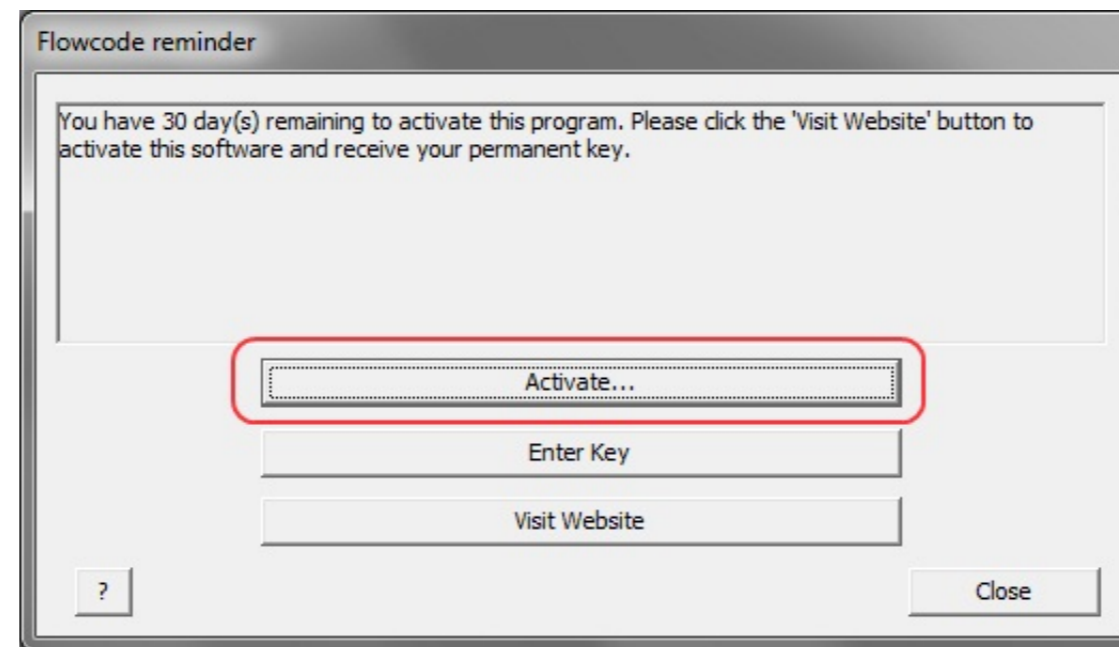 Flowcode reminder
You have 30 day(s) remaining to activate this program. Please click the 'Visit Website' button to
activate this software and receive your permanent key.
Activate...
Enter Key
Visit Website
?
Close